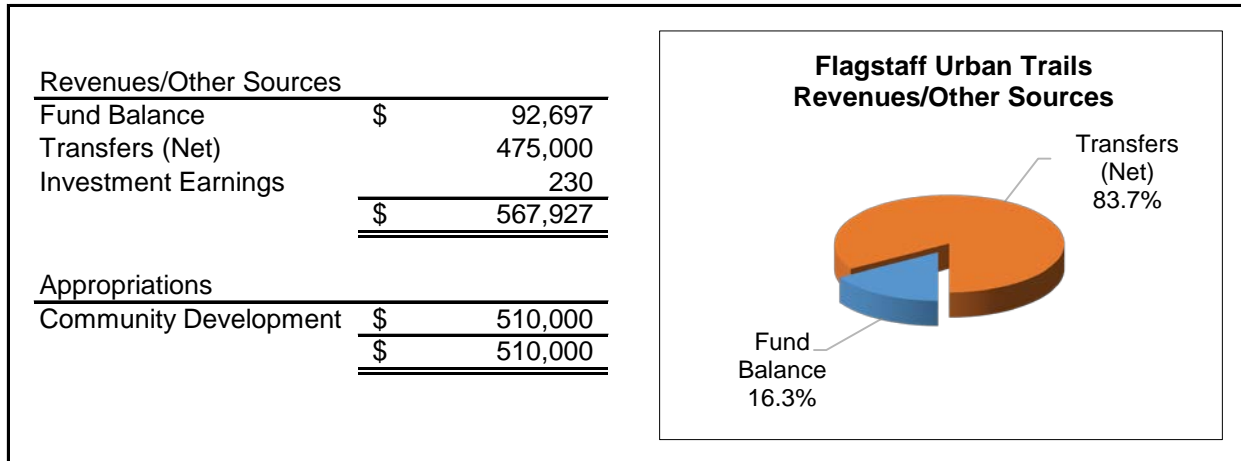 Revenues/Other Sources
Fund Balance $ 92,697
Transfers (Net) 475,000
Investment Earnings 230
$ 567,927
Appropriations
Community Development $ 510,000
$ 510,000
Flagstaff Urban Trails
Revenues/Other Sources
Transfers
(Net)
83.7%
Fund
Balance
16.3%